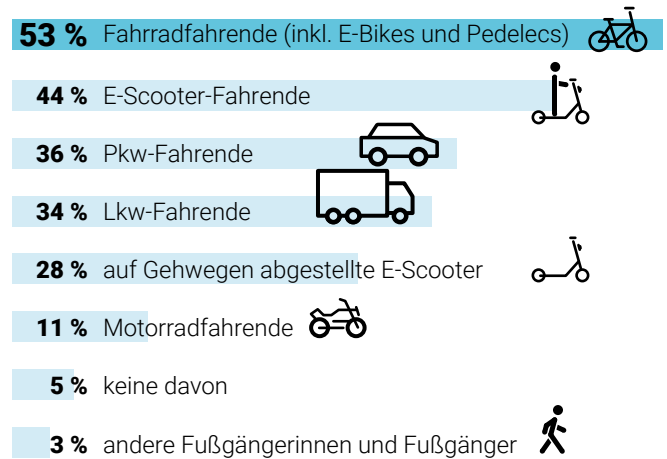 53 % Fahrradfahrende (inkl. E-Bikes und Pedelecs)
44 % E-Scooter-Fahrende
36 % Pkw-Fahrende
34 % Lkw-Fahrende
28 % auf Gehwegen abgestellte E-Scooter
11 % Motorradfahrende
5 % keine davon
3 % andere Fußgängerinnen und Fußgänger